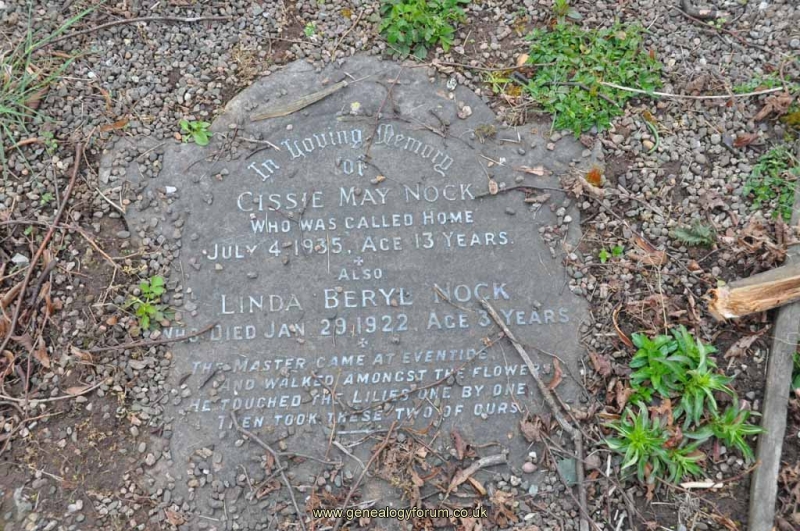 In Loving Memory
of
CISSIE MAY NOCK
WHO WAS CALLED HOME
JULY 4 1935, AGE 13 YEARS.
ALSO
LINDA BERYL NOCK
WHO DIED JAN 29, 1922, AGE 3 YEARS
THE MASTER CAME AT EVENTIDE,
AND WALKED AMONGST THE FLOWERS
HE TOUCHED THE LILIES ONE BY ONE
THEN TOOK THESE TWO OF OURS.
www.genealogyforum.co.uk